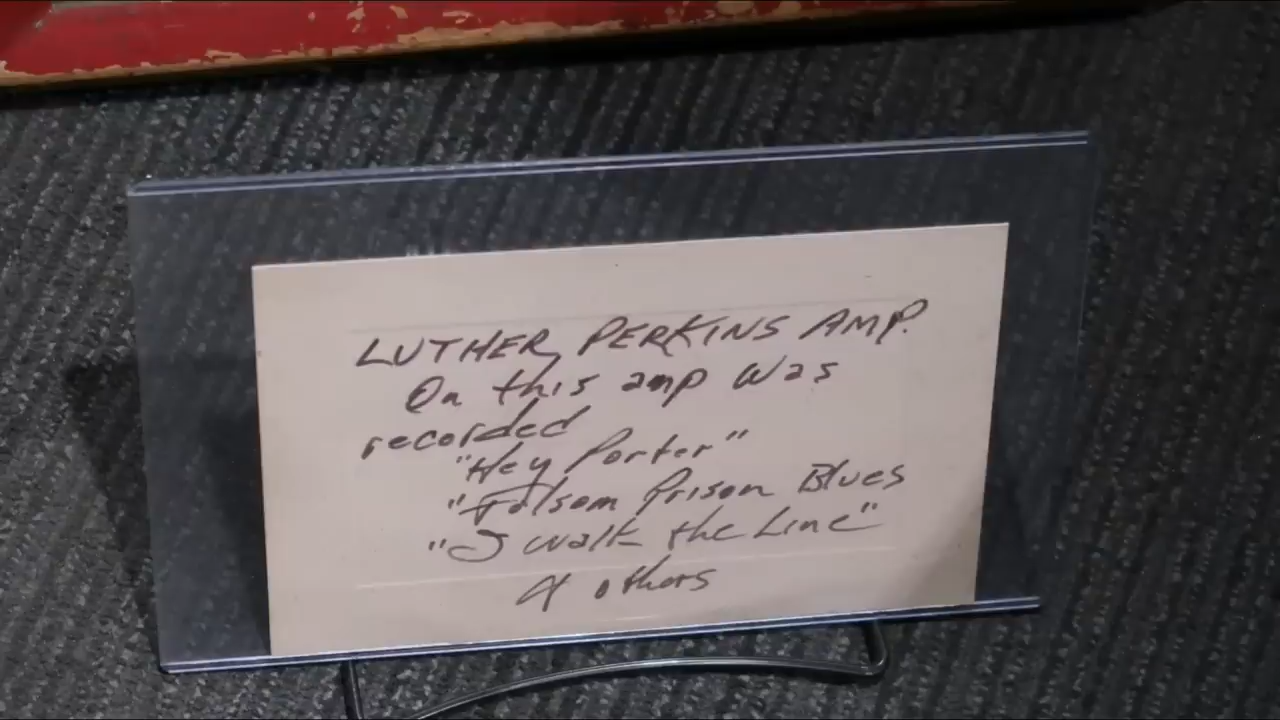 LUTHER PERKINS AMP.
On this amp was
recorded
"Hey Porter"
"Folsom Prison Blues
"I walk the Line"
& others